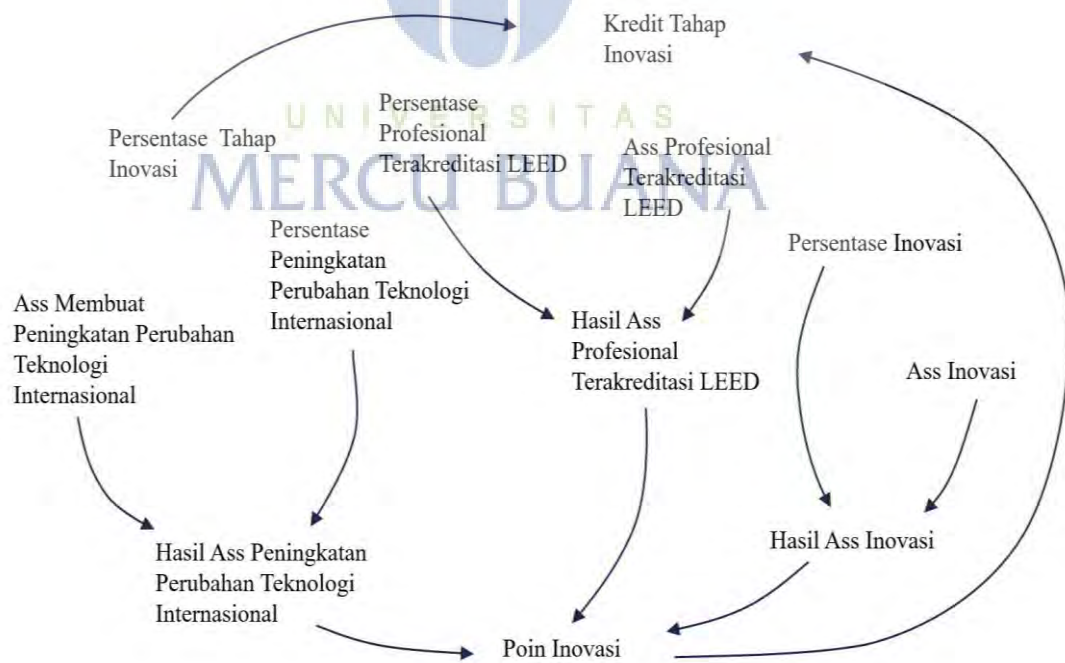 Kredit Tahap
Inovasi
UNIVERSITAS
MERCU BUANA
Persentase Tahap
Inovasi
Persentase
Profesional
Terakreditasi LEED
Ass Profesional
Terakreditasi
LEED
Persentase
Peningkatan
Perubahan Teknologi
Internasional
Persentase Inovasi
Ass Membuat
Peningkatan Perubahan
Teknologi
Internasional
Hasil Ass
Profesional
Terakreditasi LEED
Ass Inovasi
Hasil Ass Peningkatan
Perubahan Teknologi
Internasional
Hasil Ass Inovasi
Poin Inovasi